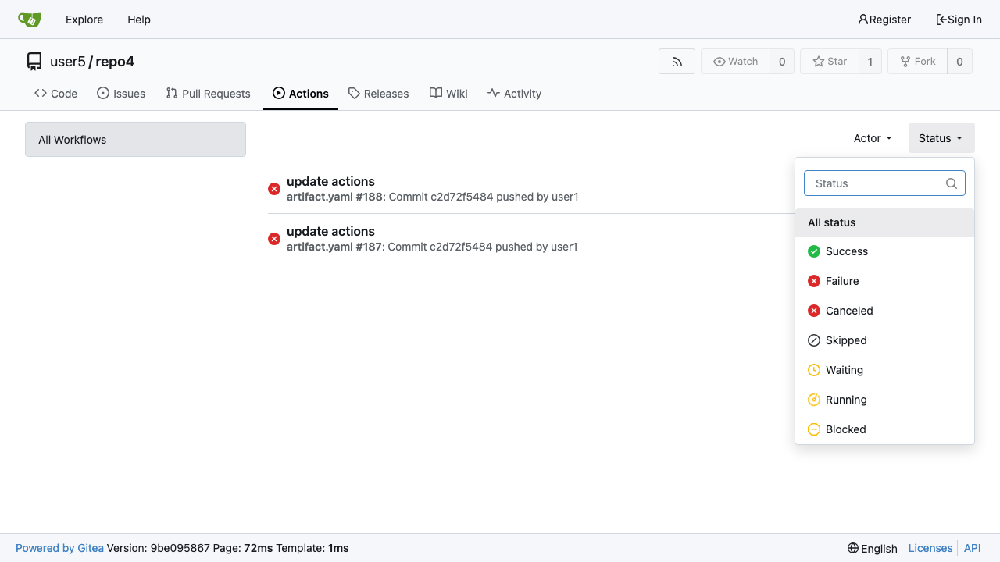 Explore Help Register Sign In
user5 / repo4 Watch 0 Star 1 Fork 0
Code Issues Pull Requests Actions Releases Wiki Activity
All Workflows
Actor Status
update actions
artifact.yaml #188: Commit c2d72f5484 pushed by user1
update actions
artifact.yaml #187: Commit c2d72f5484 pushed by user1
Status
All status
Success
Failure
Canceled
Skipped
Waiting
Running
Blocked
Powered by Gitea Version: 9be095867 Page: 72ms Template: 1ms English Licenses API